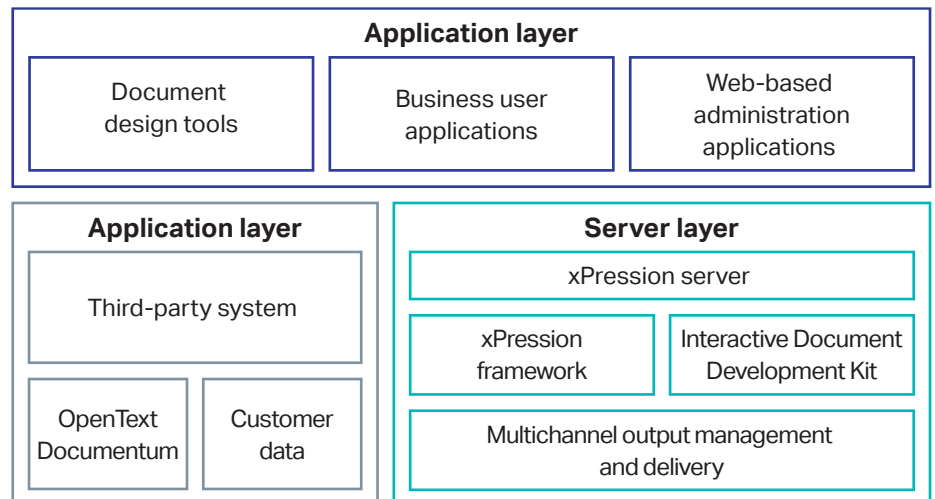 Application layer
Document
design tools
Business user
applications
Web-based
administration
applications
Application layer
Third-party system
OpenText
Documentum
Customer
data
Server layer
xPression server
xPression
framework
Interactive Document
Development Kit
Multichannel output management
and delivery